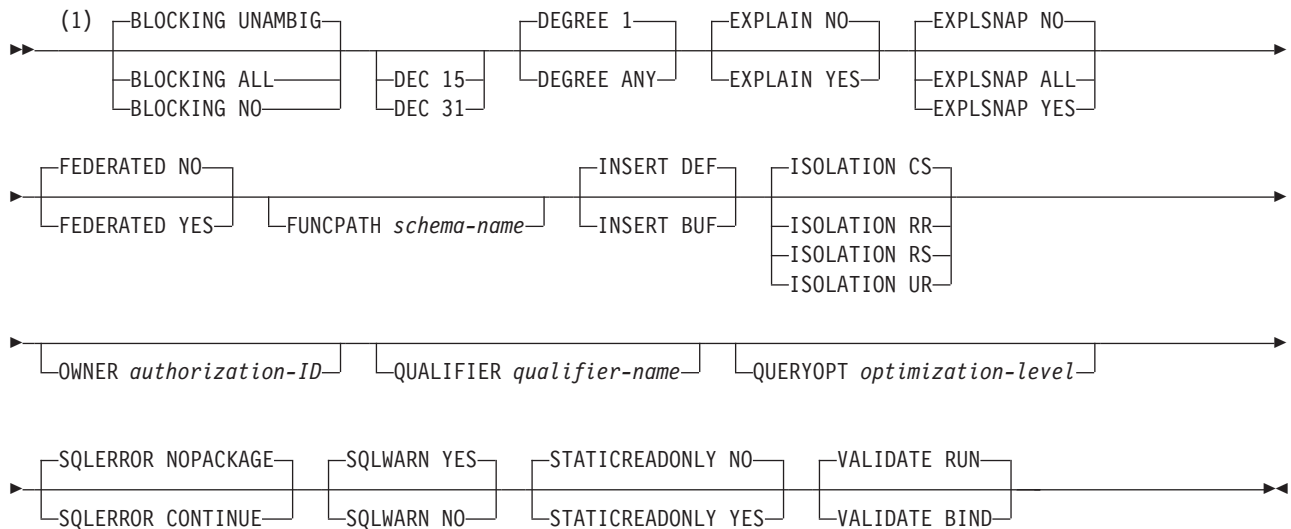 (1) BLOCKING UNAMBIG DEGREE 1 EXPLAIN NO EXPLSNAP NO
BLOCKING ALL DEC 15 DEGREE ANY EXPLAIN YES EXPLSNAP ALL
BLOCKING NO DEC 31 EXPLSNAP YES
FEDERATED NO INSERT DEF ISOLATION CS
FEDERATED YES FUNCPATH schema-name INSERT BUF ISOLATION RR
ISOLATION RS
ISOLATION UR
OWNER authorization-ID QUALIFIER qualifier-name QUERYOPT optimization-level
SQLERROR NOPACKAGE SQLWARN YES STATICREADONLY NO VALIDATE RUN
SQLERROR CONTINUE SQLWARN NO STATICREADONLY YES VALIDATE BIND